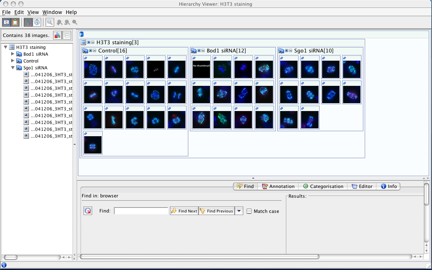 Hierarchy Viewer: H3T3 staining
File Edit View Window Help
Contains 38 images.
H3T3 staining
Bod1 siRNA
Control
Sgo1 siRNA
...041206_3HT3_st
...041206_3HT3_st
...041206_3HT3_st
...041206_3HT3_st
...041206_3HT3_st
...041206_3HT3_st
...041206_3HT3_st
...041206_3HT3_st
...041206_3HT3_st
...041206_3HT3_st
H3T3 staining[3]
Control[16]
Bod1 siRNA[12]
Sgo1 siRNA[10]
Find
Annotation
Categorisation
Editor
Info
Find in: browser
Results:
Find:
Find Next
Find Previous
Match case